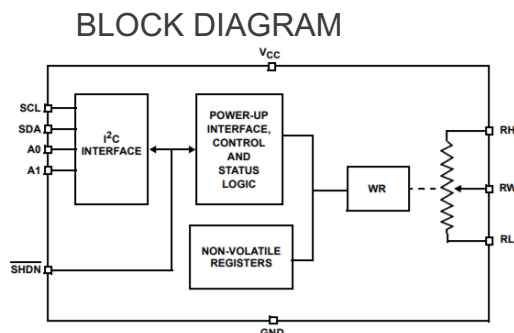 BLOCK DIAGRAM
VCC
SCL
SDA
A0
A1
I2C
INTERFACE
POWER-UP
INTERFACE,
CONTROL
AND
STATUS
LOGIC
RH
WR
RW
NON-VOLATILE
REGISTERS
RL
SHDN
GND